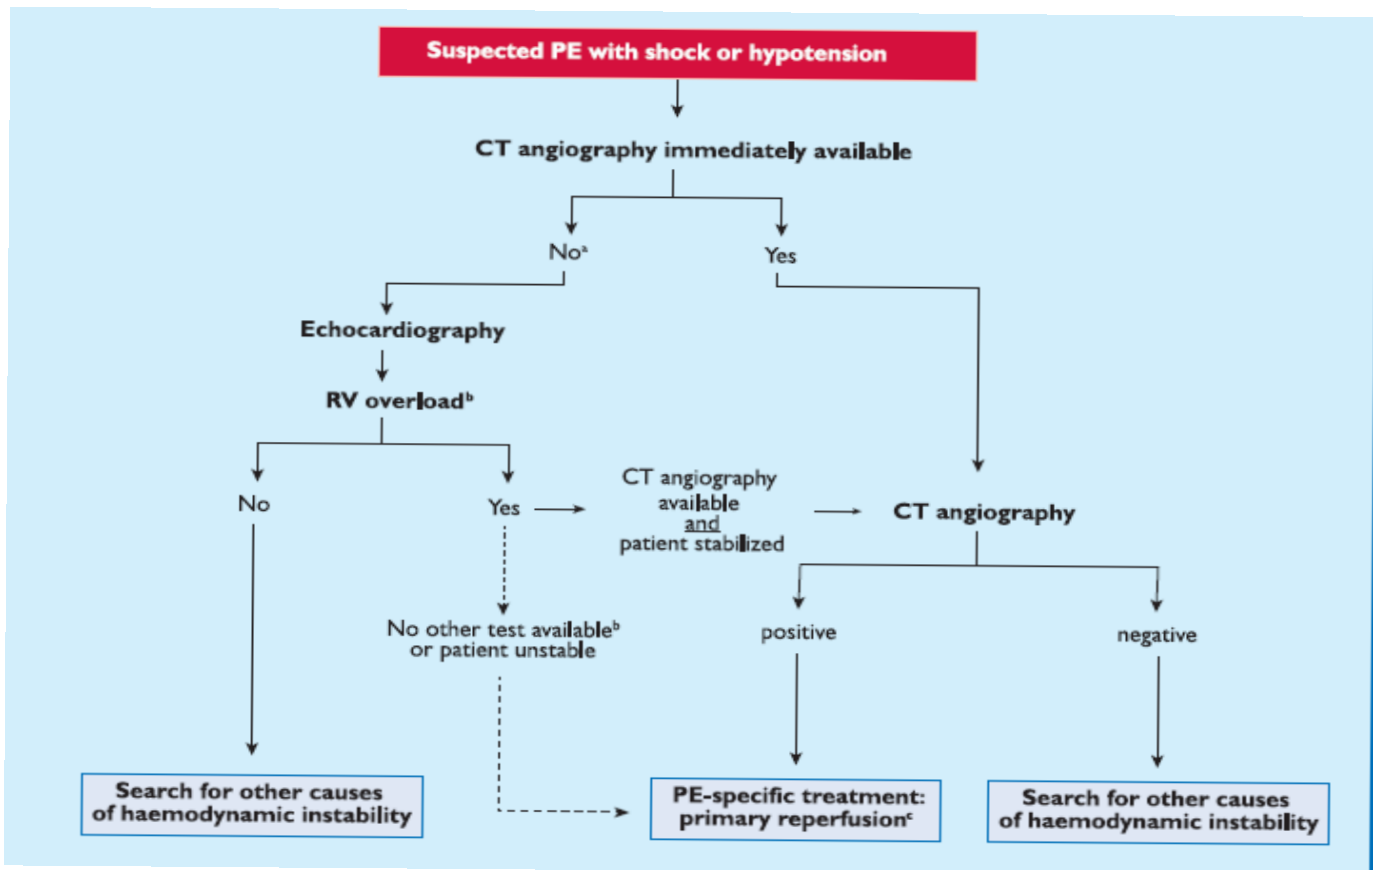 Suspected PE with shock or hypotension
CT angiography immediately available
Noᵃ
Yes
Echocardiography
RV overloadᵇ
No
Yes
CT angiography
available
and
patient stabilized
CT angiography
No other test availableᵇ
or patient unstable
positive
negative
Search for other causes
of haemodynamic instability
PE-specific treatment:
primary reperfusionᶜ
Search for other causes
of haemodynamic instability